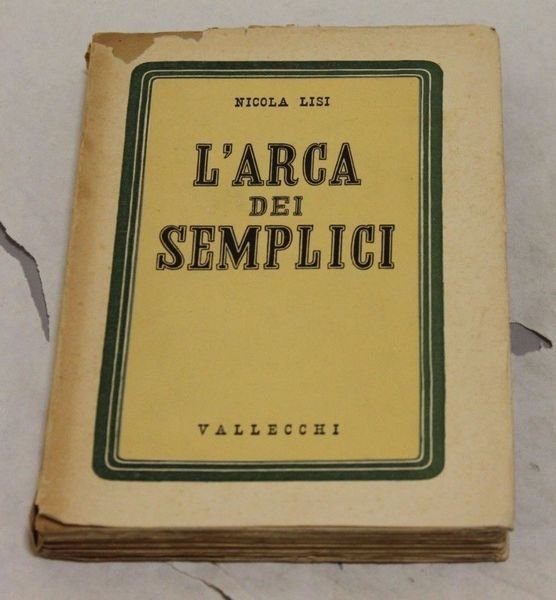 NICOLA LISI
L'ARCA
DEI
SEMPLICI
VALLECCHI